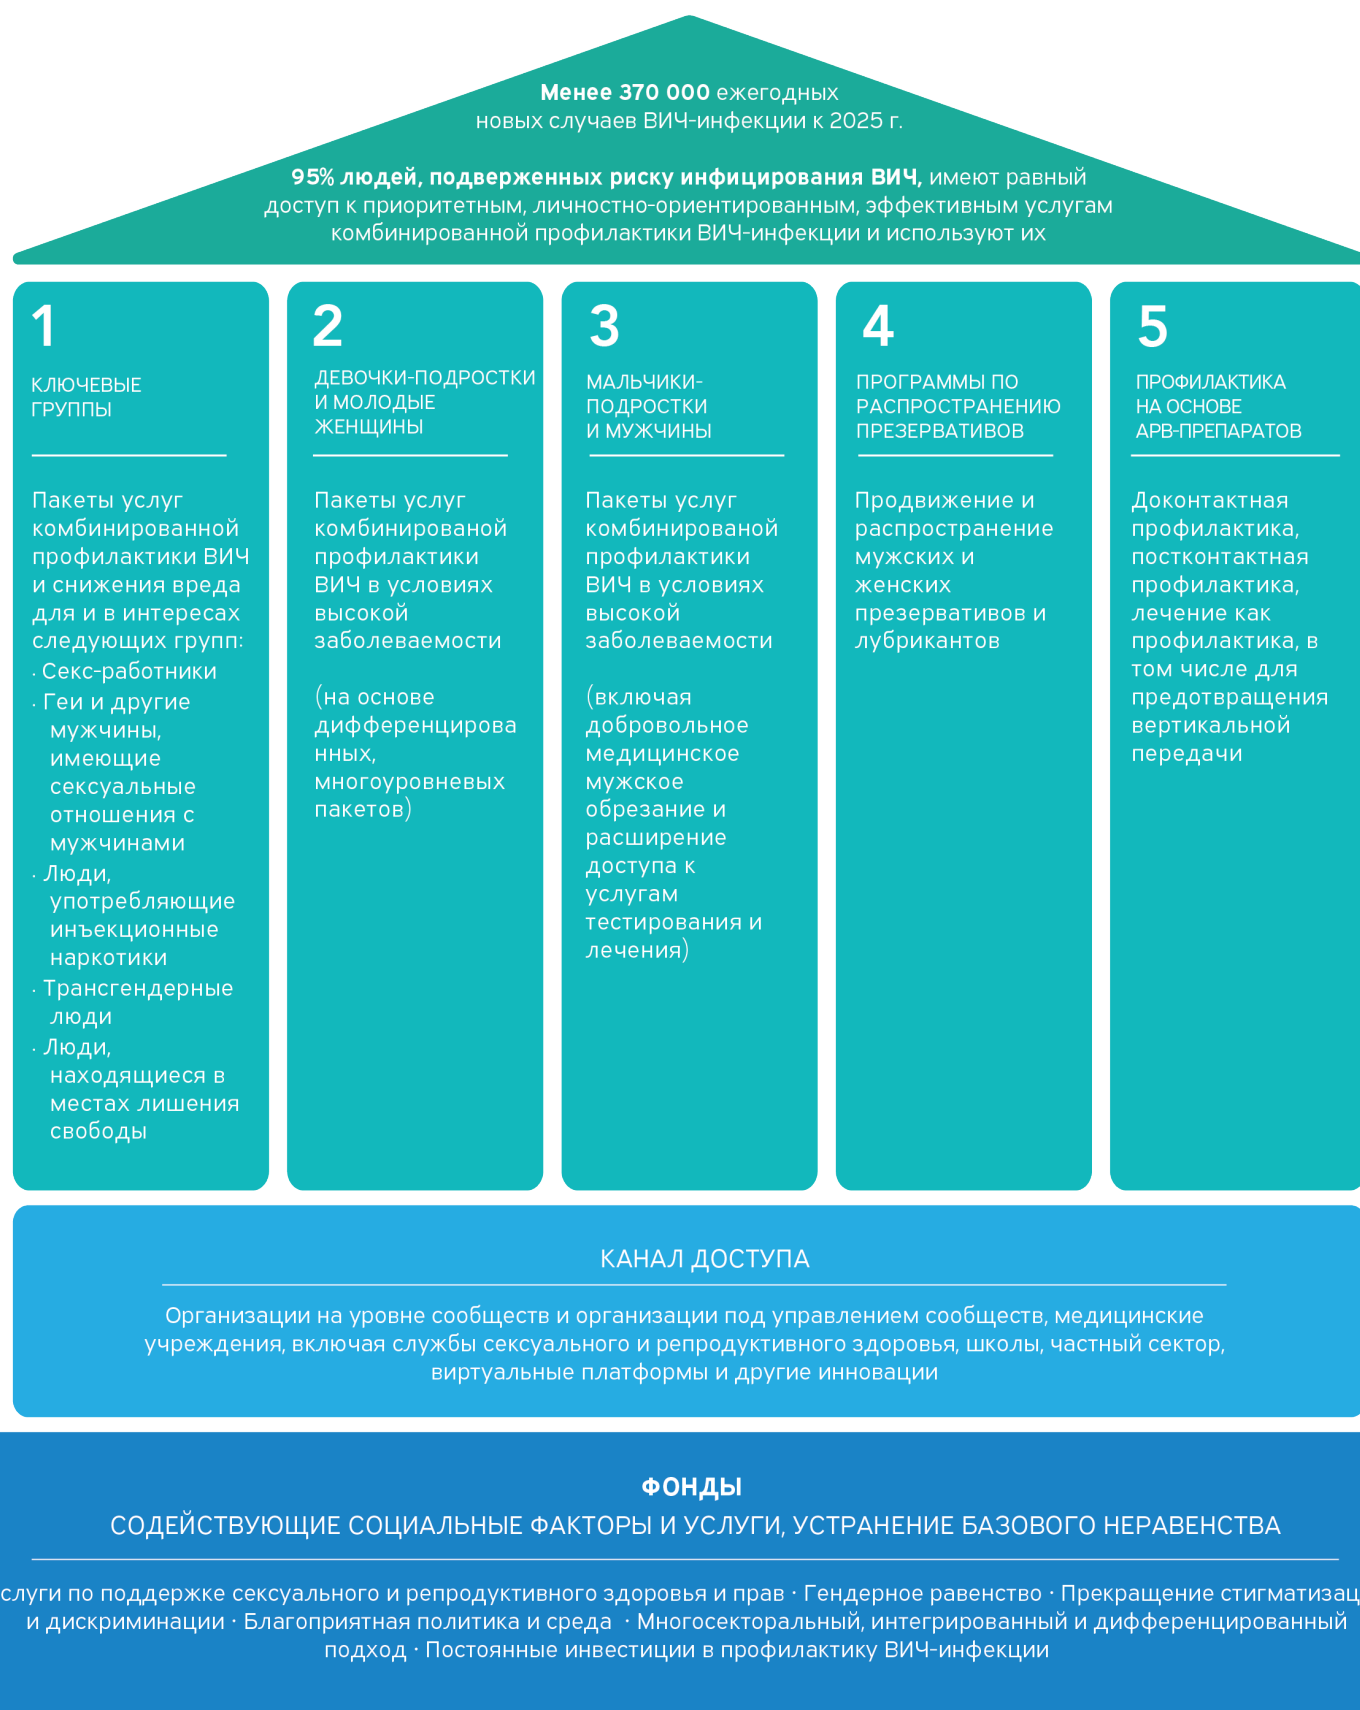 Менее 370 000 ежегодных
новых случаев ВИЧ-инфекции к 2025 г.
95% людей, подверженных риску инфицирования ВИЧ, имеют равный
доступ к приоритетным, личностно-ориентированным, эффективным услугам
комбинированной профилактики ВИЧ-инфекции и используют их
1
КЛЮЧЕВЫЕ
ГРУППЫ
Пакеты услуг
комбинированной
профилактики ВИЧ
и снижения вреда
для и в интересах
следующих групп:
· Секс-работники
· Геи и другие
мужчины,
имеющие
сексуальные
отношения с
мужчинами
· Люди,
употребляющие
инъекционные
наркотики
· Трансгендерные
люди
· Люди,
находящиеся в
местах лишения
свободы
2
ДЕВОЧКИ-ПОДРОСТКИ
И МОЛОДЫЕ
ЖЕНЩИНЫ
Пакеты услуг
комбинированой
профилактики
ВИЧ в условиях
высокой
заболеваемости
(на основе
дифференцирова
нных,
многоуровневых
пакетов)
3
МАЛЬЧИКИ-
ПОДРОСТКИ
И МУЖЧИНЫ
Пакеты услуг
комбинированой
профилактики
ВИЧ в условиях
высокой
заболеваемости
(включая
добровольное
медицинское
мужское
обрезание и
расширение
доступа к
услугам
тестирования и
лечения)
4
ПРОГРАММЫ ПО
РАСПРОСТРАНЕНИЮ
ПРЕЗЕРВАТИВОВ
Продвижение и
распространение
мужских и
женских
презервативов и
лубрикантов
5
ПРОФИЛАКТИКА
НА ОСНОВЕ
АРВ-ПРЕПАРАТОВ
Доконтактная
профилактика,
постконтактная
профилактика,
лечение как
профилактика, в
том числе для
предотвращения
вертикальной
передачи
КАНАЛ ДОСТУПА
Организации на уровне сообществ и организации под управлением сообществ, медицинские
учреждения, включая службы сексуального и репродуктивного здоровья, школы, частный сектор,
виртуальные платформы и другие инновации
ФОНДЫ
СОДЕЙСТВУЮЩИЕ СОЦИАЛЬНЫЕ ФАКТОРЫ И УСЛУГИ, УСТРАНЕНИЕ БАЗОВОГО НЕРАВЕНСТВА
слуги по поддержке сексуального и репродуктивного здоровья и прав · Гендерное равенство · Прекращение стигматизац
и дискриминации · Благоприятная политика и среда · Многосекторальный, интегрированный и дифференцированный
подход · Постоянные инвестиции в профилактику ВИЧ-инфекции